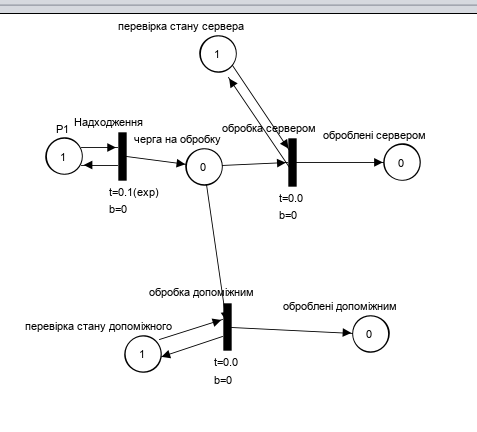 перевірка стану сервера
1
Надходження
P1
обробка сервером
оброблені сервером
черга на обробку
1
0
0
t=0.1(exp)
b=0
t=0.0
b=0
обробка допоміжним
оброблені допоміжним
перевірка стану допоміжного
0
1
t=0.0
b=0